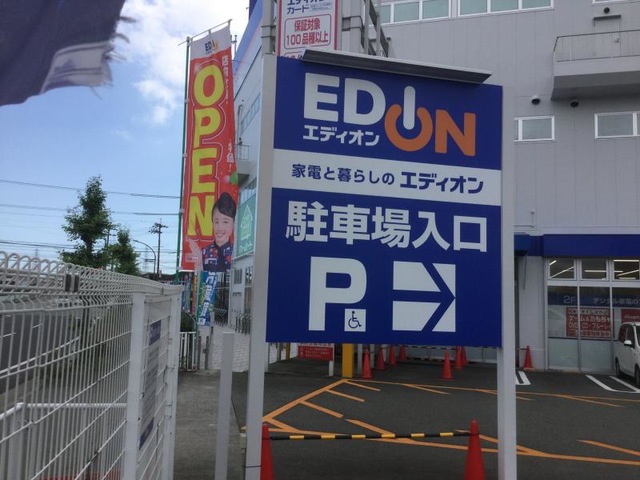 エディオン
カード
保証対象
100品種以上
OPEN
EDION
エディオン
家電と暮らしの エディオン
駐車場入口
P
2F